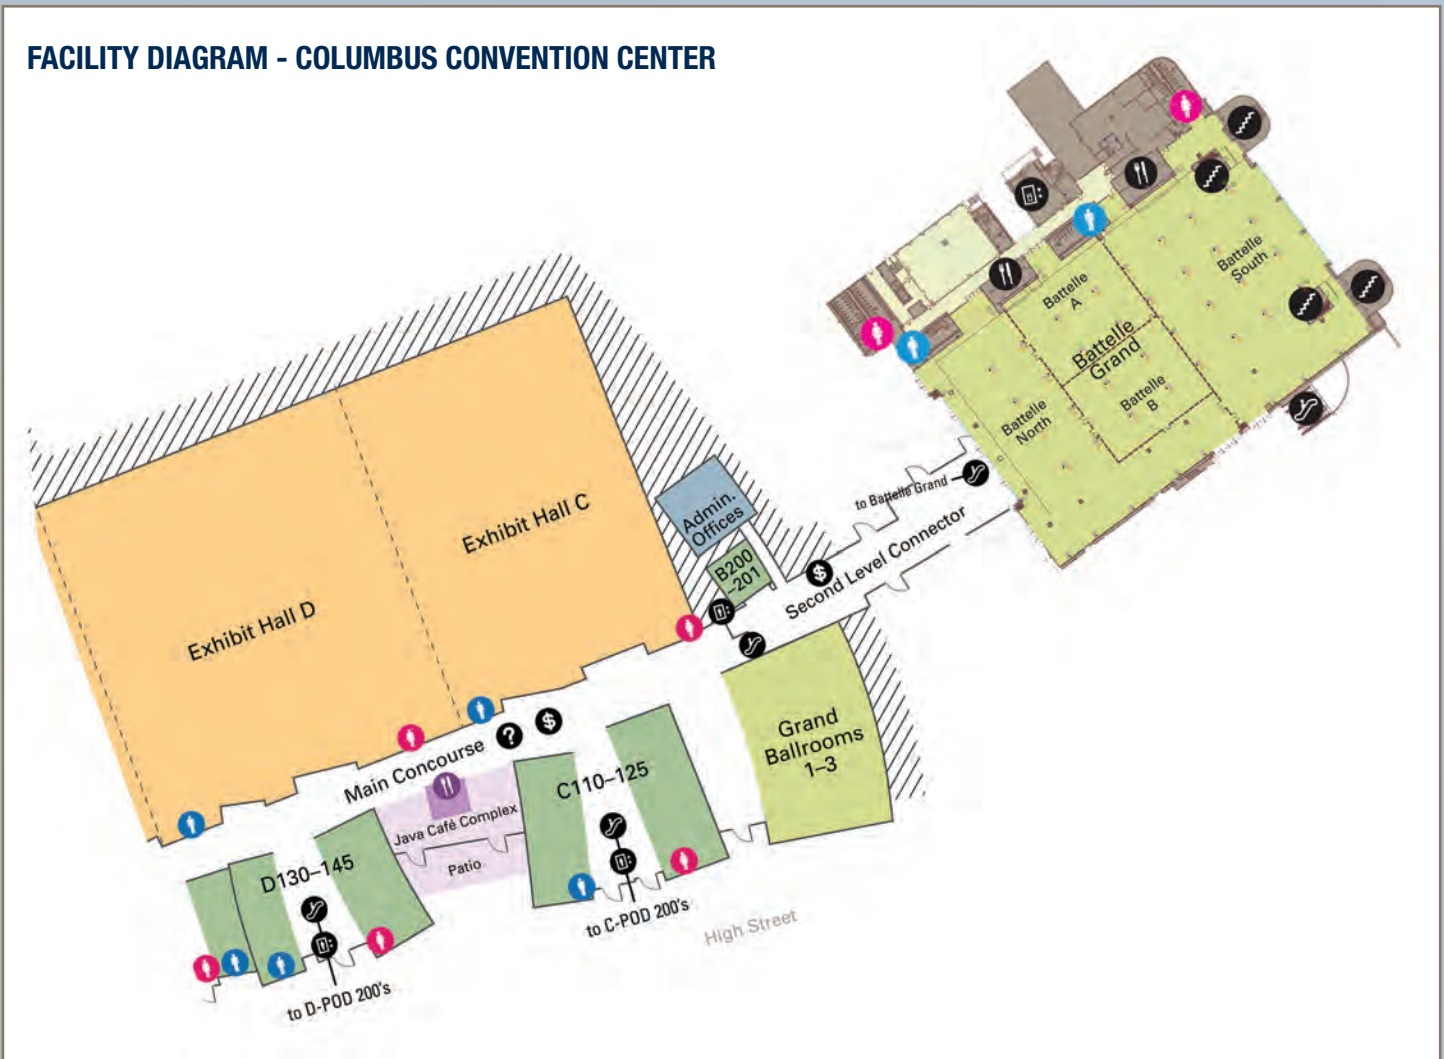 FACILITY DIAGRAM - COLUMBUS CONVENTION CENTER
Battelle
South
Battelle
A
Battelle
Grand
Battelle
B
Battelle
North
to Battelle Grand
Second Level Connector
$
Admin.
Offices
B200
–201
Exhibit Hall C
Exhibit Hall D
Main Concourse
?
$
Grand
Ballrooms
1–3
C110–125
Java Café Complex
Patio
D130–145
to C-POD 200's
High Street
to D-POD 200's